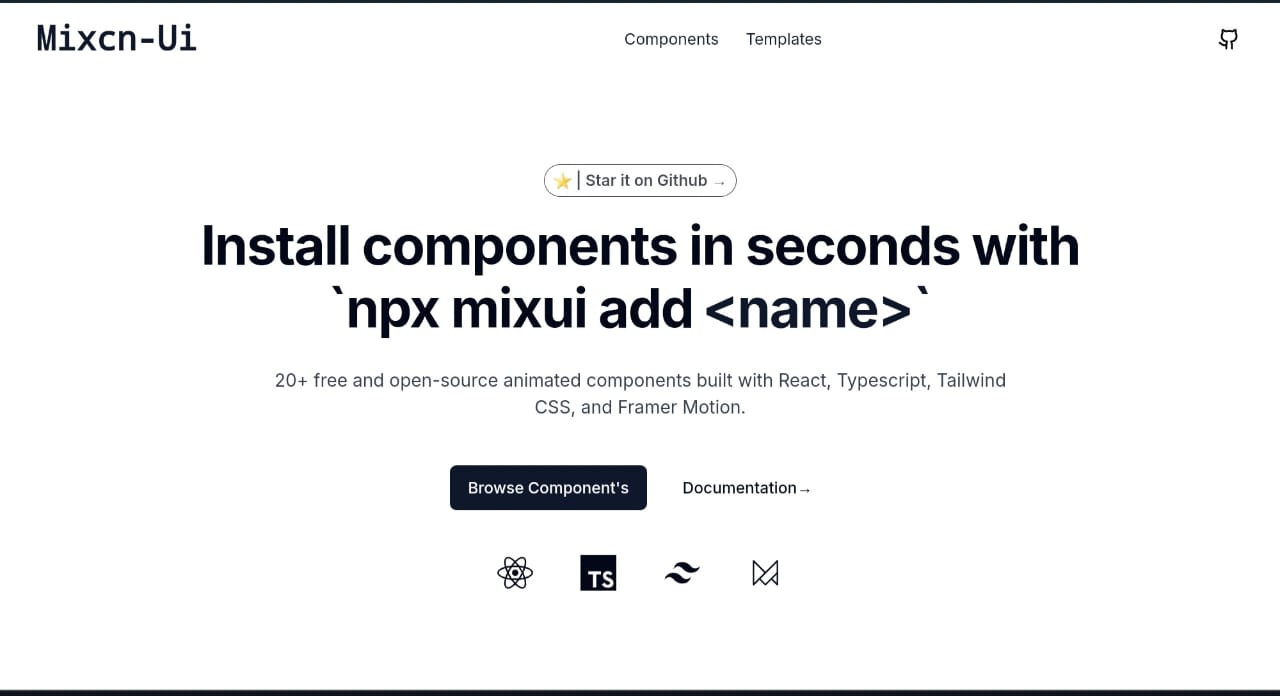 Mixcn-Ui
Components
Templates
⭐ | Star it on Github →
Install components in seconds with
`npx mixui add <name>`
20+ free and open-source animated components built with React, Typescript, Tailwind
CSS, and Framer Motion.
Browse Component's
Documentation→
TS